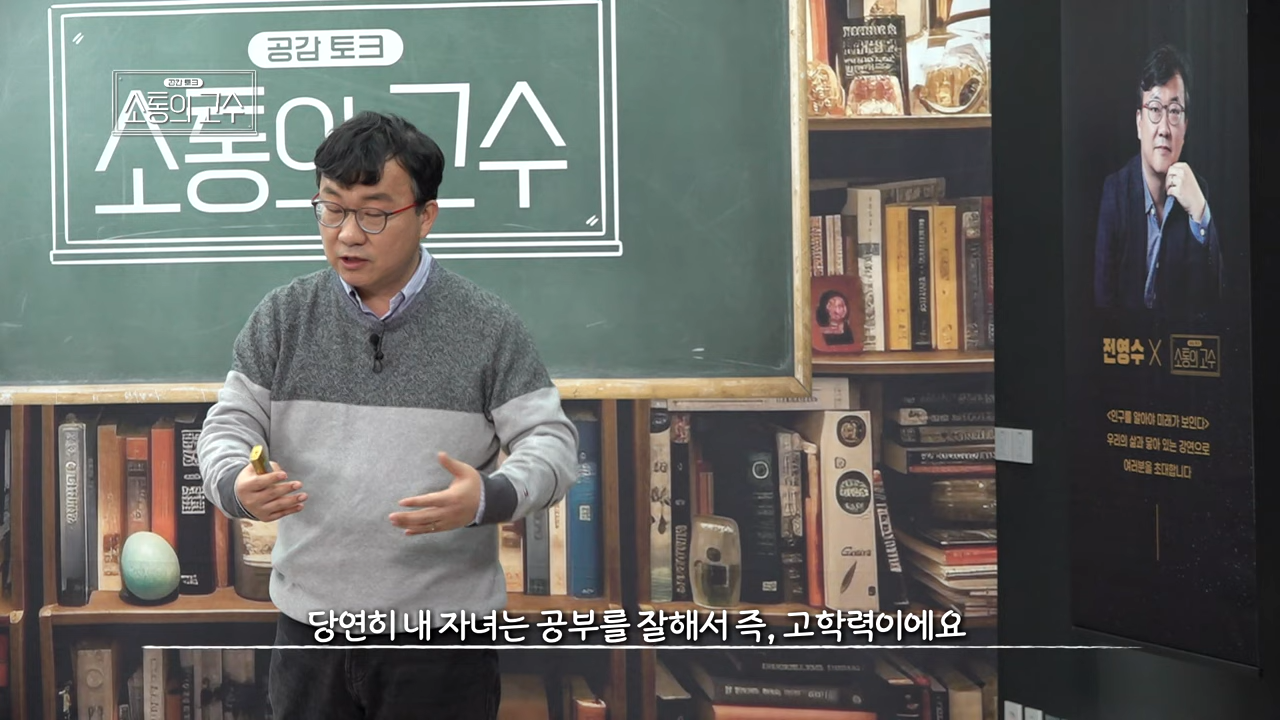 공감 토크
소통의 고수
공감 토크
소통의 고수
전영수 X 소통의 고수
<인구를 알아야 미래가 보인다>
우리의 삶과 닿아 있는 강연으로
여러분을 초대합니다
당연히 내 자녀는 공부를 잘해서 즉, 고학력이에요